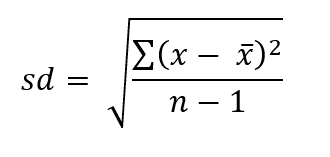 sd = √(∑(x − x̄)² / (n − 1))